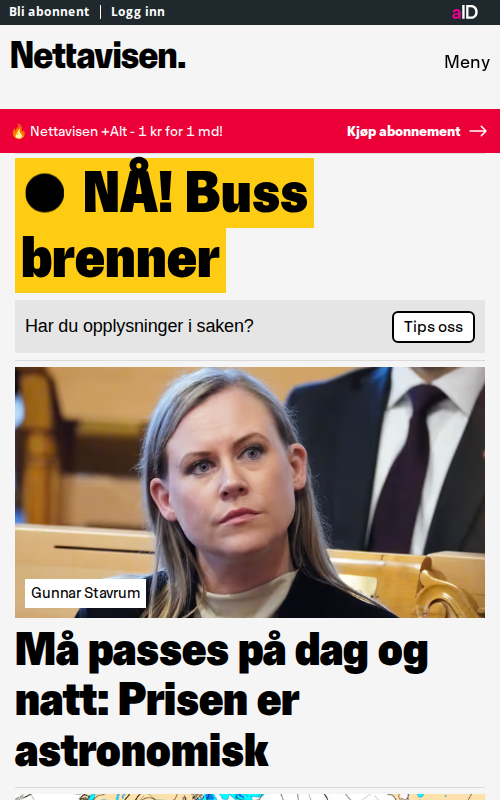 Bli abonnent | Logg inn
aID
Nettavisen.
Meny
🔥 Nettavisen +Alt - 1 kr for 1 md!
Kjøp abonnement →
● NÅ! Buss
brenner
Har du opplysninger i saken?
Tips oss
Gunnar Stavrum
Må passes på dag og
natt: Prisen er
astronomisk